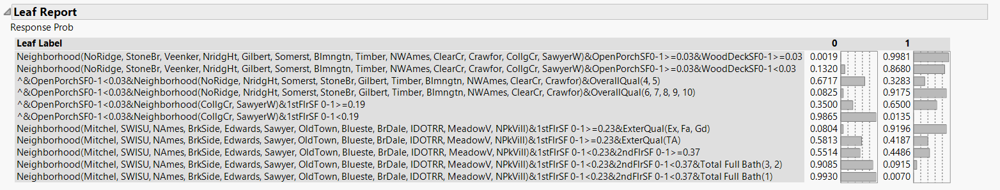 Leaf Report
Response Prob
Leaf Label 0 1
Neighborhood(NoRidge, StoneBr, Veenker, NridgHt, Gilbert, Somerst, Blmngtn, Timber, NWAmes, ClearCr, Crawfor, CollgCr, SawyerW)&OpenPorchSF0-1>=0.03&WoodDeckSF0-1>=0.03 0.0019 0.9981
Neighborhood(NoRidge, StoneBr, Veenker, NridgHt, Gilbert, Somerst, Blmngtn, Timber, NWAmes, ClearCr, Crawfor, CollgCr, SawyerW)&OpenPorchSF0-1>=0.03&WoodDeckSF0-1<0.03 0.1320 0.8680
^&OpenPorchSF0-1<0.03&Neighborhood(NoRidge, NridgHt, Somerst, StoneBr, Gilbert, Timber, Blmngtn, NWAmes, ClearCr, Crawfor)&OverallQual(4, 5) 0.6717 0.3283
^&OpenPorchSF0-1<0.03&Neighborhood(NoRidge, NridgHt, Somerst, StoneBr, Gilbert, Timber, Blmngtn, NWAmes, ClearCr, Crawfor)&OverallQual(6, 7, 8, 9, 10) 0.0825 0.9175
^&OpenPorchSF0-1<0.03&Neighborhood(CollgCr, SawyerW)&1stFlrSF 0-1>=0.19 0.3500 0.6500
^&OpenPorchSF0-1<0.03&Neighborhood(CollgCr, SawyerW)&1stFlrSF 0-1<0.19 0.9865 0.0135
Neighborhood(Mitchel, SWISU, NAmes, BrkSide, Edwards, Sawyer, OldTown, Blueste, BrDale, IDOTRR, MeadowV, NPkVill)&1stFlrSF 0-1>=0.23&ExterQual(Ex, Fa, Gd) 0.0804 0.9196
Neighborhood(Mitchel, SWISU, NAmes, BrkSide, Edwards, Sawyer, OldTown, Blueste, BrDale, IDOTRR, MeadowV, NPkVill)&1stFlrSF 0-1>=0.23&ExterQual(TA) 0.5813 0.4187
Neighborhood(Mitchel, SWISU, NAmes, BrkSide, Edwards, Sawyer, OldTown, Blueste, BrDale, IDOTRR, MeadowV, NPkVill)&1stFlrSF 0-1<0.23&2ndFlrSF 0-1>=0.37 0.5514 0.4486
Neighborhood(Mitchel, SWISU, NAmes, BrkSide, Edwards, Sawyer, OldTown, Blueste, BrDale, IDOTRR, MeadowV, NPkVill)&1stFlrSF 0-1<0.23&2ndFlrSF 0-1<0.37&Total Full Bath(3, 2) 0.9085 0.0915
Neighborhood(Mitchel, SWISU, NAmes, BrkSide, Edwards, Sawyer, OldTown, Blueste, BrDale, IDOTRR, MeadowV, NPkVill)&1stFlrSF 0-1<0.23&2ndFlrSF 0-1<0.37&Total Full Bath(1) 0.9930 0.0070